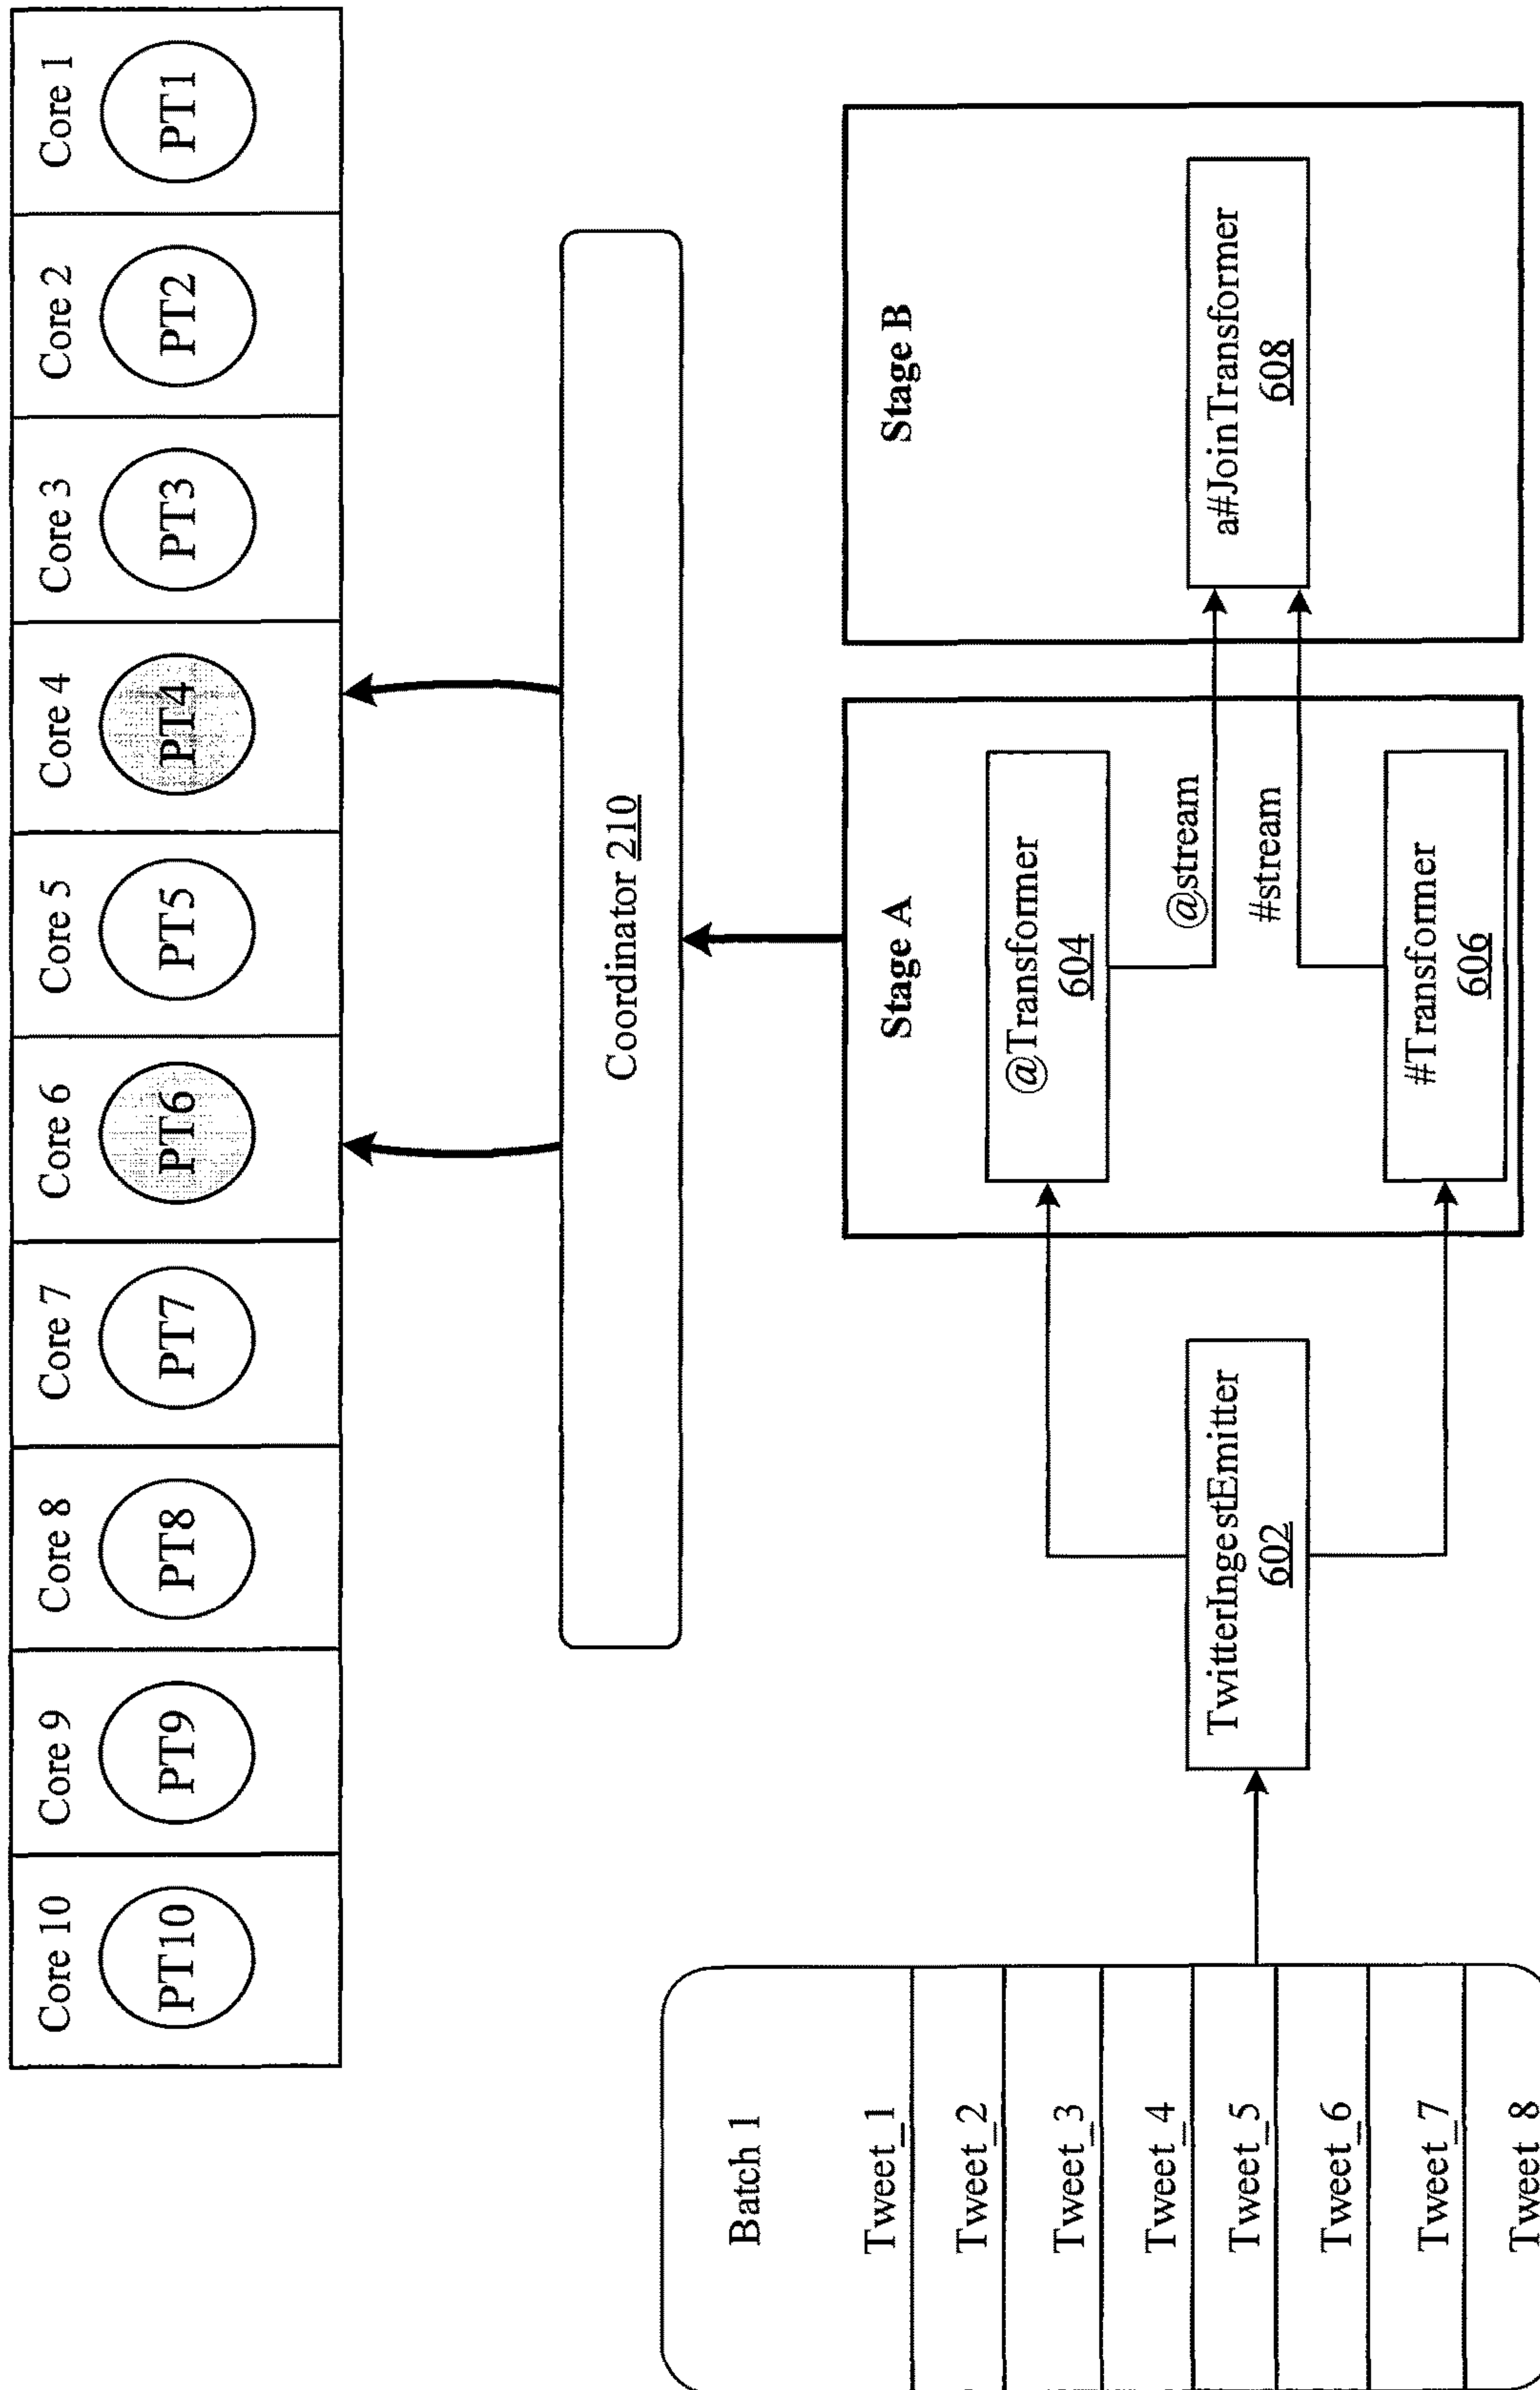 Core 10
Core 9
Core 8
Core 7
Core 6
Core 5
Core 4
Core 3
Core 2
Core 1
PT10
PT9
PT8
PT7
PT6
PT5
PT4
PT3
PT2
PT1
Coordinator 210
Batch 1
Tweet_1
Tweet_2
Tweet_3
Tweet_4
Tweet_5
Tweet_6
Tweet_7
Tweet 8
TwitterIngestEmitter
602
Stage A
@Transformer
604
@stream
#stream
#Transformer
606
Stage B
a#JoinTransformer
608